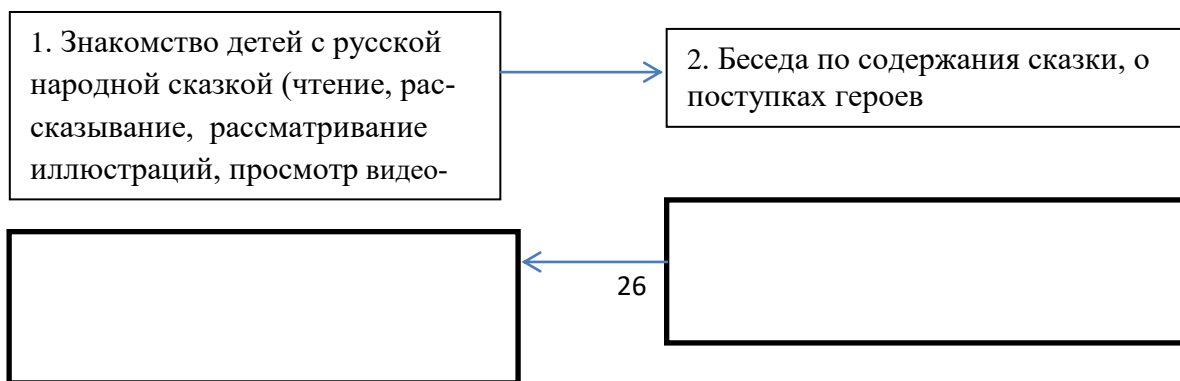 1. Знакомство детей с русской
народной сказкой (чтение, рас-
сказывание, рассматривание
иллюстраций, просмотр видео-
2. Беседа по содержания сказки, о
поступках героев
26